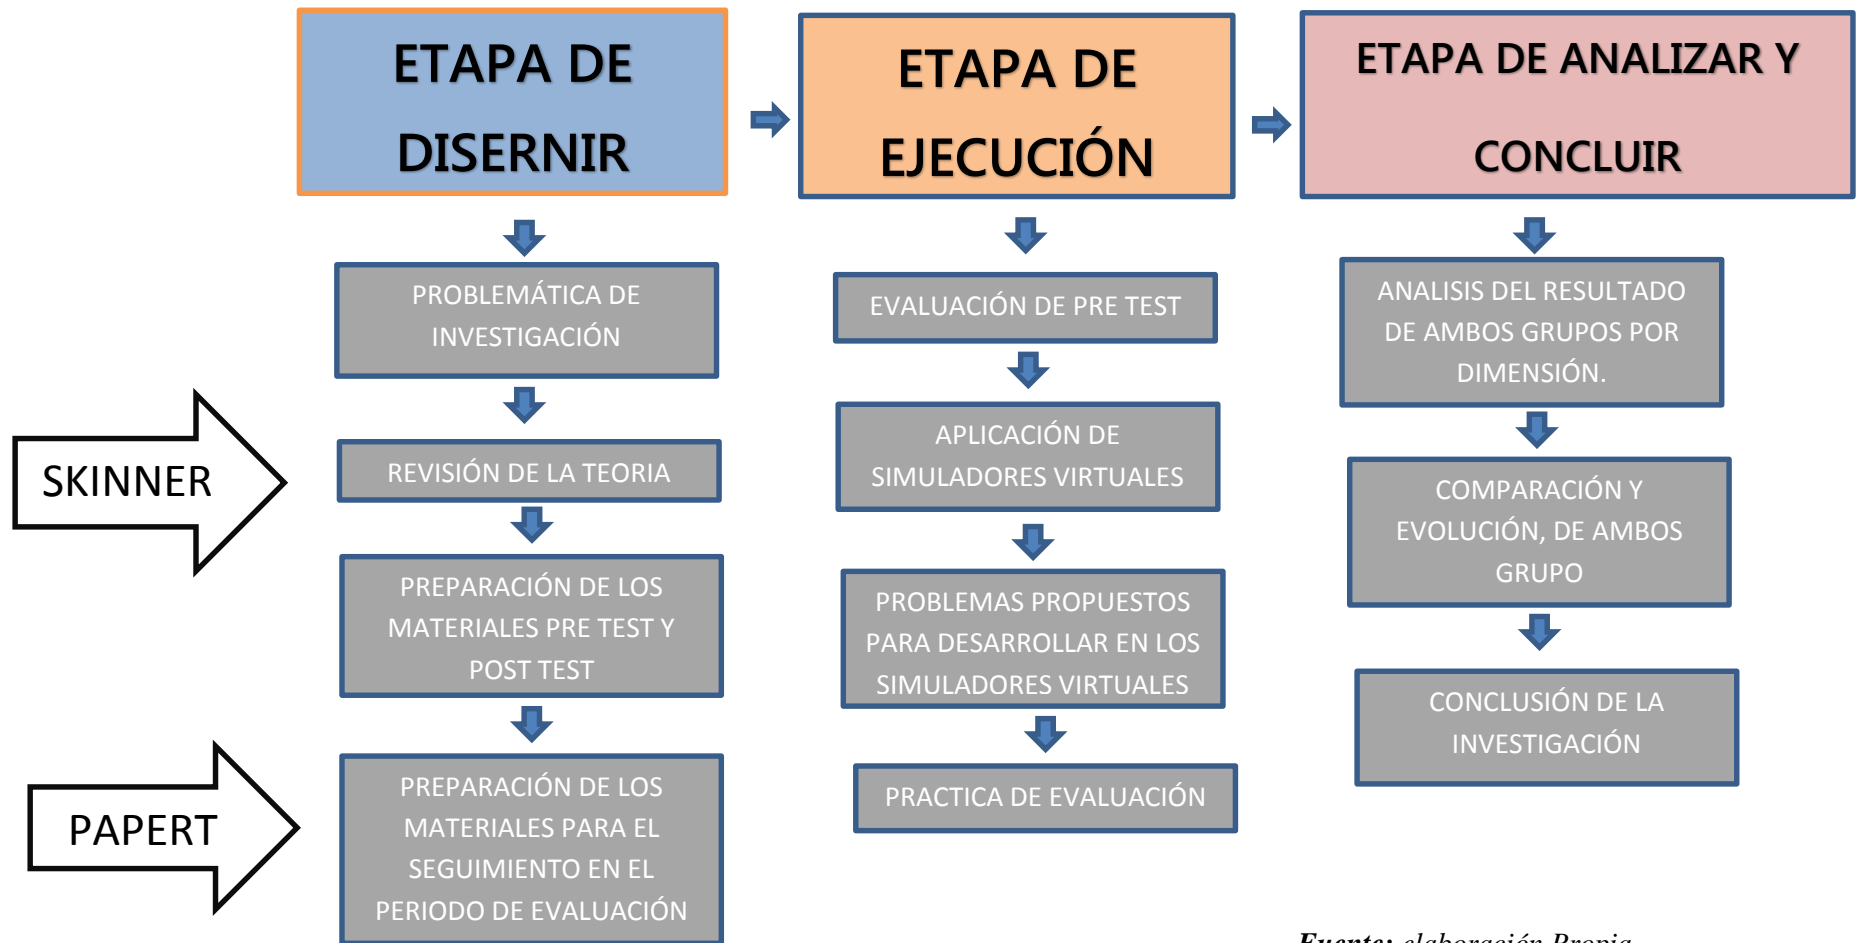 ETAPA DE
DISERNIR
ETAPA DE
EJECUCIÓN
ETAPA DE ANALIZAR Y
CONCLUIR
SKINNER
PAPERT
PROBLEMÁTICA DE
INVESTIGACIÓN
REVISIÓN DE LA TEORIA
PREPARACIÓN DE LOS
MATERIALES PRE TEST Y
POST TEST
PREPARACIÓN DE LOS
MATERIALES PARA EL
SEGUIMIENTO EN EL
PERIODO DE EVALUACIÓN
EVALUACIÓN DE PRE TEST
APLICACIÓN DE
SIMULADORES VIRTUALES
PROBLEMAS PROPUESTOS
PARA DESARROLLAR EN LOS
SIMULADORES VIRTUALES
PRACTICA DE EVALUACIÓN
ANALISIS DEL RESULTADO
DE AMBOS GRUPOS POR
DIMENSIÓN.
COMPARACIÓN Y
EVOLUCIÓN, DE AMBOS
GRUPO
CONCLUSIÓN DE LA
INVESTIGACIÓN
Fuente: elaboración Propia